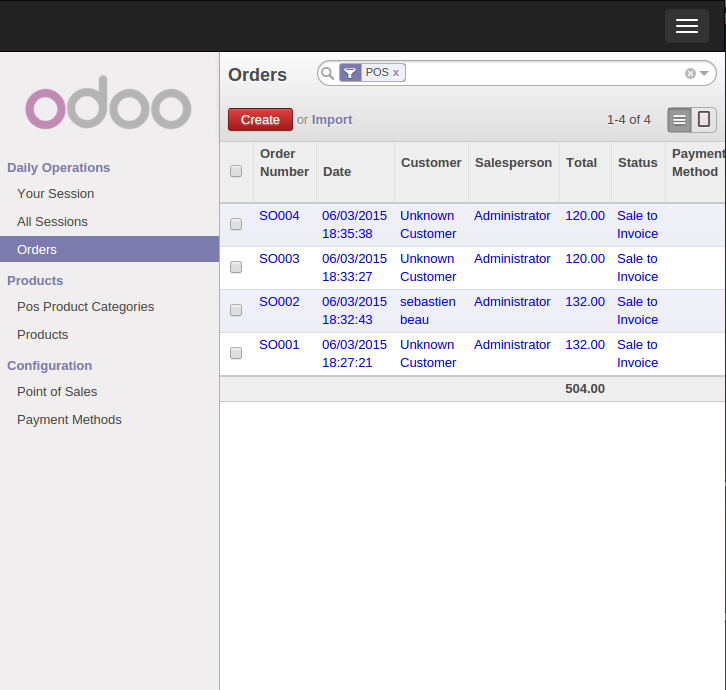 odoo
Daily Operations
Your Session
All Sessions
Orders
Products
Pos Product Categories
Products
Configuration
Point of Sales
Payment Methods
Orders
POS x
Create or Import
1-4 of 4
Order Number Date Customer Salesperson Total Status Payment Method
SO004 06/03/2015 18:35:38 Unknown Customer Administrator 120.00 Sale to Invoice
SO003 06/03/2015 18:33:27 Unknown Customer Administrator 120.00 Sale to Invoice
SO002 06/03/2015 18:32:43 sebastien beau Administrator 132.00 Sale to Invoice
SO001 06/03/2015 18:27:21 Unknown Customer Administrator 132.00 Sale to Invoice
504.00